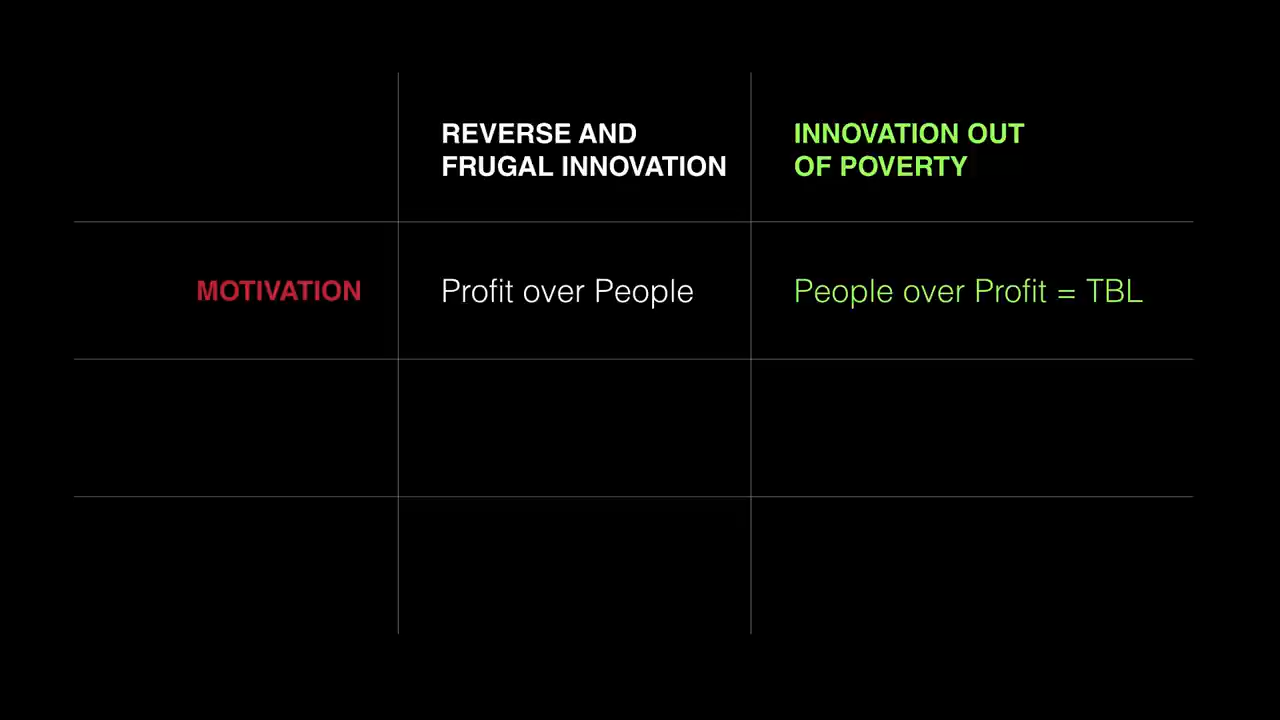 REVERSE AND
FRUGAL INNOVATION
INNOVATION OUT
OF POVERTY
MOTIVATION
Profit over People
People over Profit = TBL